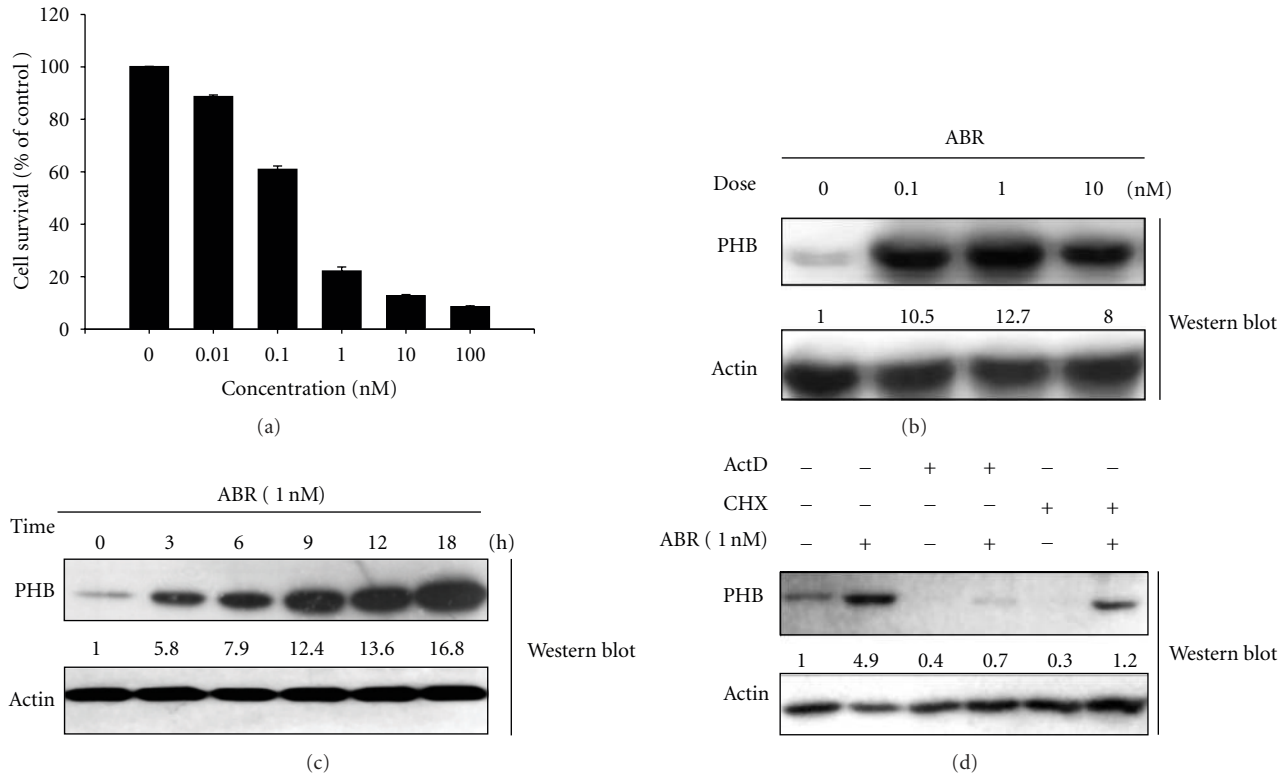 Cell survival (% of control )
120
100
80
60
40
20
0
0 0.01 0.1 1 10 100
Concentration (nM)
(a)
ABR
Dose 0 0.1 1 10 (nM)
PHB
1 10.5 12.7 8
Western blot
Actin
(b)
ABR ( 1 nM)
Time
0 3 6 9 12 18 (h)
PHB
1 5.8 7.9 12.4 13.6 16.8
Western blot
Actin
(c)
ActD − − + + − −
CHX − − − − + +
ABR ( 1 nM) − + − + − +
PHB
1 4.9 0.4 0.7 0.3 1.2
Western blot
Actin
(d)